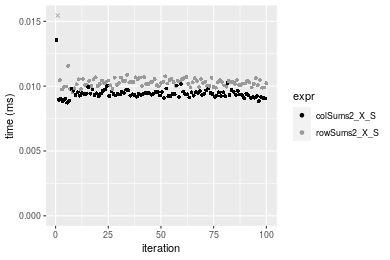 0.015
0.010
0.005
0.000
time (ms)
0
25
50
75
100
iteration
expr
colSums2_X_S
rowSums2_X_S